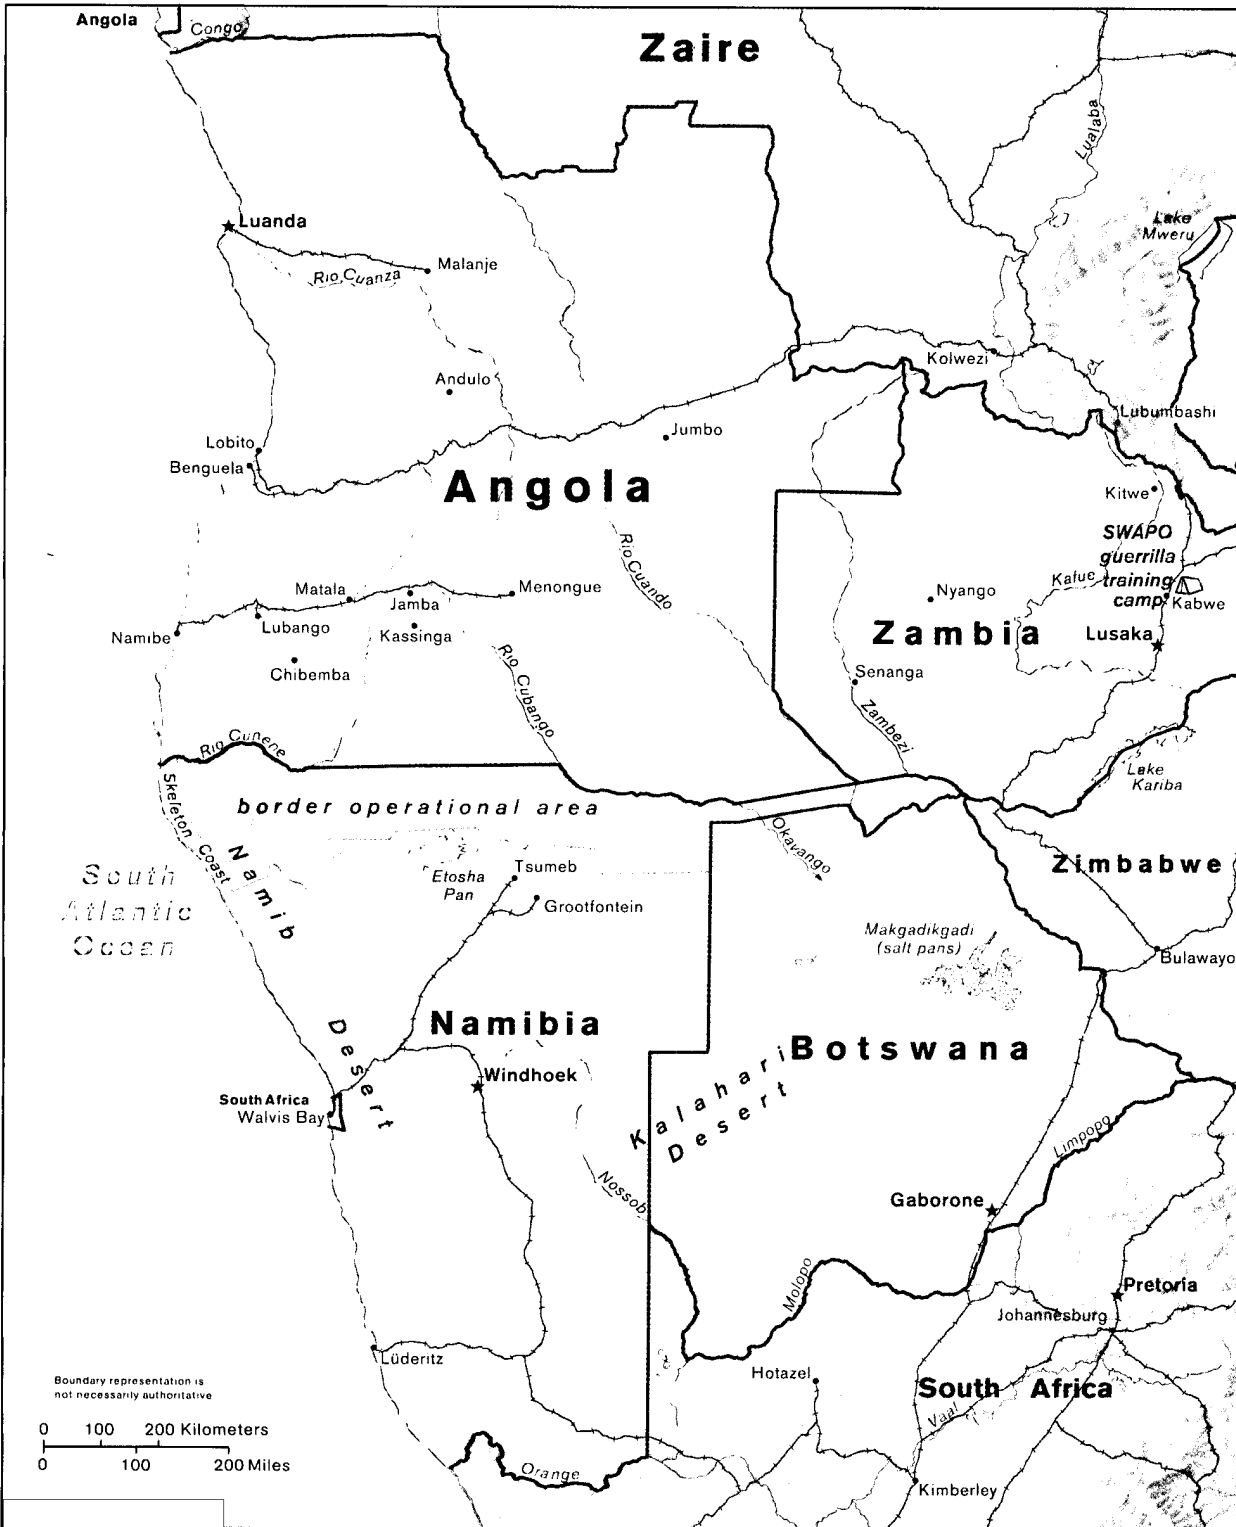 Angola
Congo
Zaire
Lualaba
Lake
Mweru
Luanda
Rio Cuanza
Malanje
Kolwezi
Andulo
Lubumbashi
Lobito
Jumbo
Benguela
Angola
Kitwe
SWAPO
guerrilla
training
camp
Rio Cuando
Kafue
Matala
Menongue
Nyango
Jamba
Kabwe
Lubango
Namibe
Kassinga
Zambia
Lusaka
Chibemba
Rio Cubango
Senanga
Zambezi
Rio Cunene
Lake
Kariba
Skeleton Coast
border operational area
Okavango
Namib
Desert
Zimbabwe
South
Atlantic
Ocean
Etosha
Pan
Tsumeb
Grootfontein
Makgadikgadi
(salt pans)
Bulawayo
Namibia
Botswana
Kalahari
Desert
Windhoek
South Africa
Walvis Bay
Limpopo
Nossob
Gaborone
Molopo
Pretoria
Johannesburg
Lüderitz
Hotazel
South Africa
Vaal
Boundary representation is
not necessarily authoritative
0 100 200 Kilometers
0 100 200 Miles
Orange
Kimberley